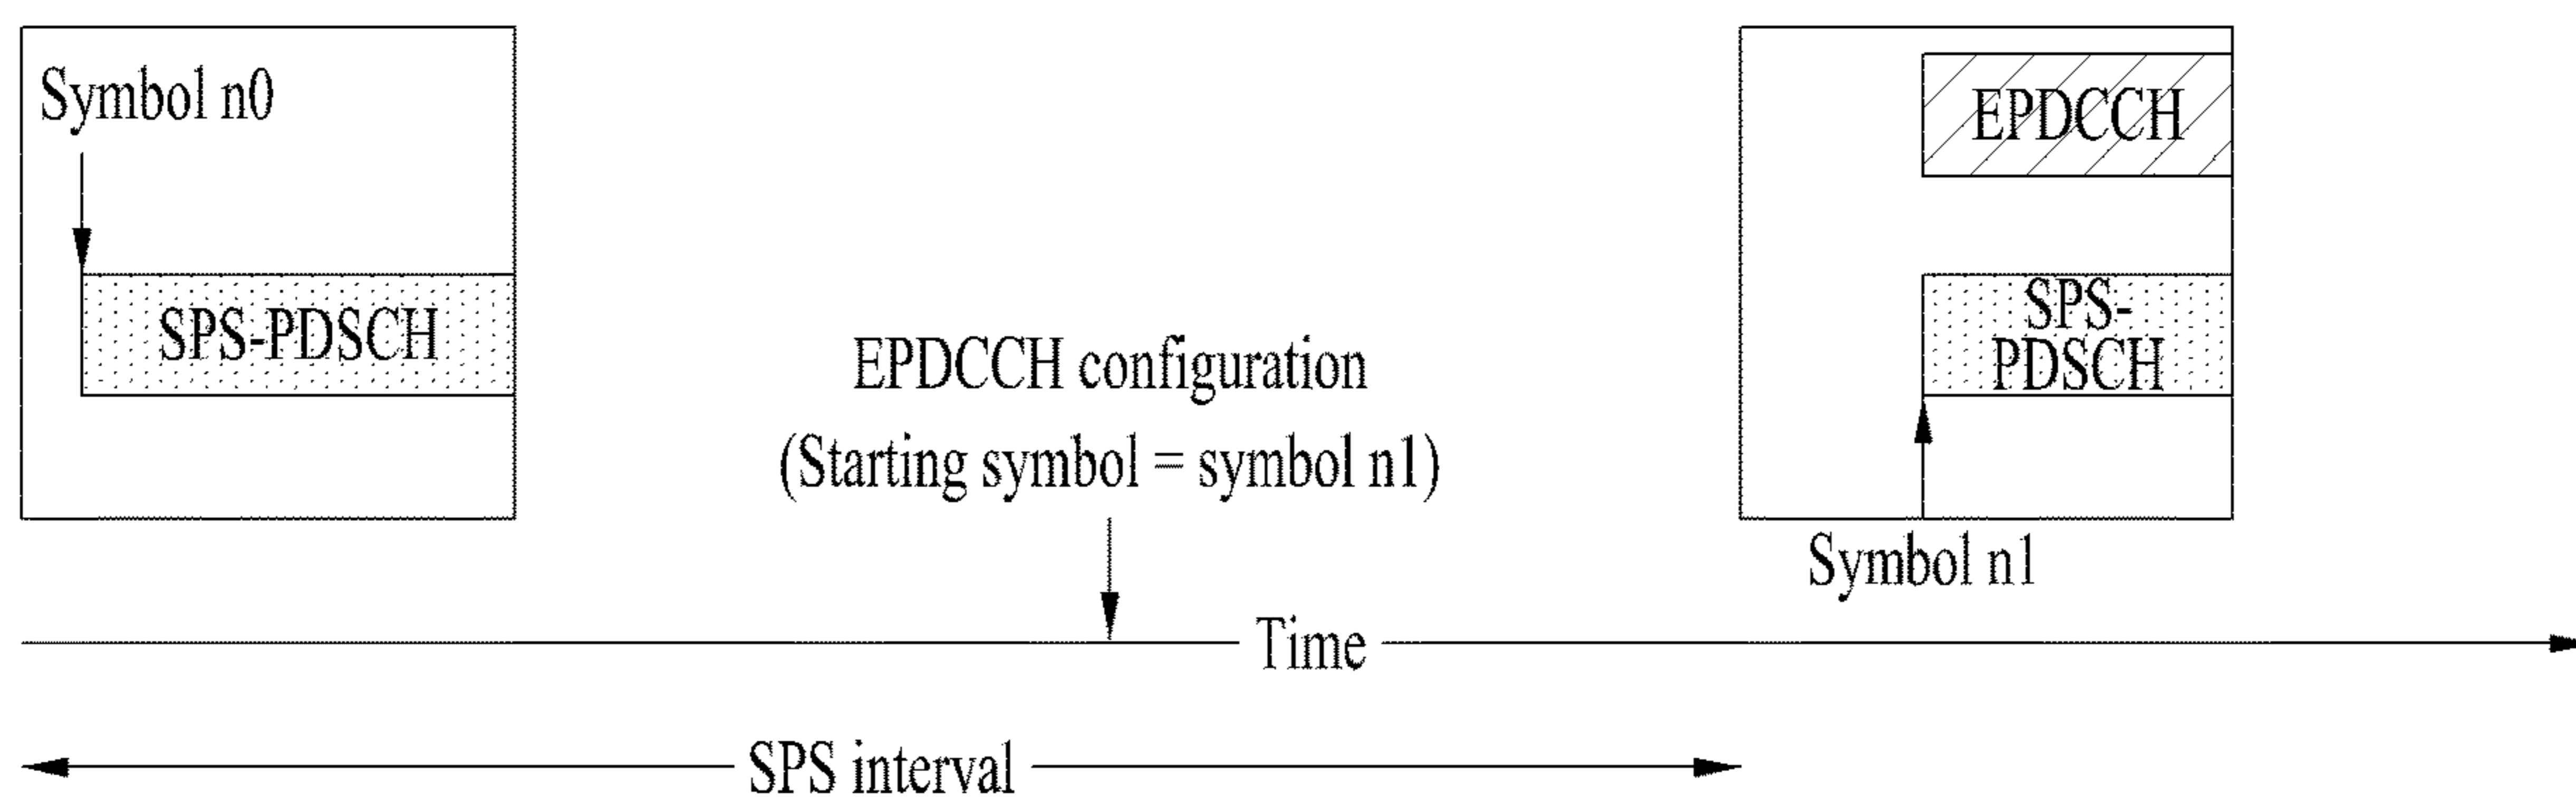 Symbol n0
SPS-PDSCH
EPDCCH configuration
(Starting symbol = symbol n1)
EPDCCH
SPS-
PDSCH
Symbol n1
Time
SPS interval